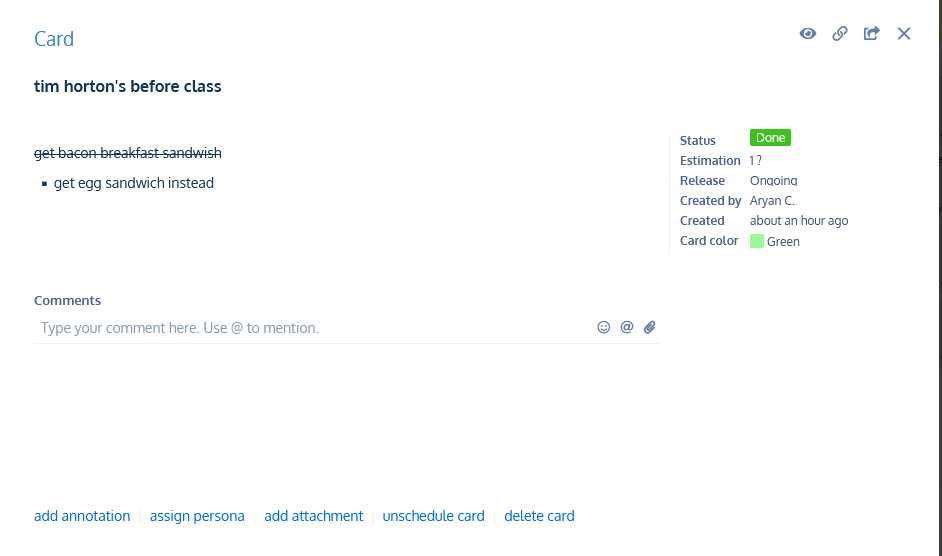 Card
tim horton's before class
get bacon breakfast sandwish
get egg sandwich instead
Status Done
Estimation 1 ?
Release Ongoing
Created by Aryan C.
Created about an hour ago
Card color Green
Comments
Type your comment here. Use @ to mention.
add annotation assign persona add attachment unschedule card delete card